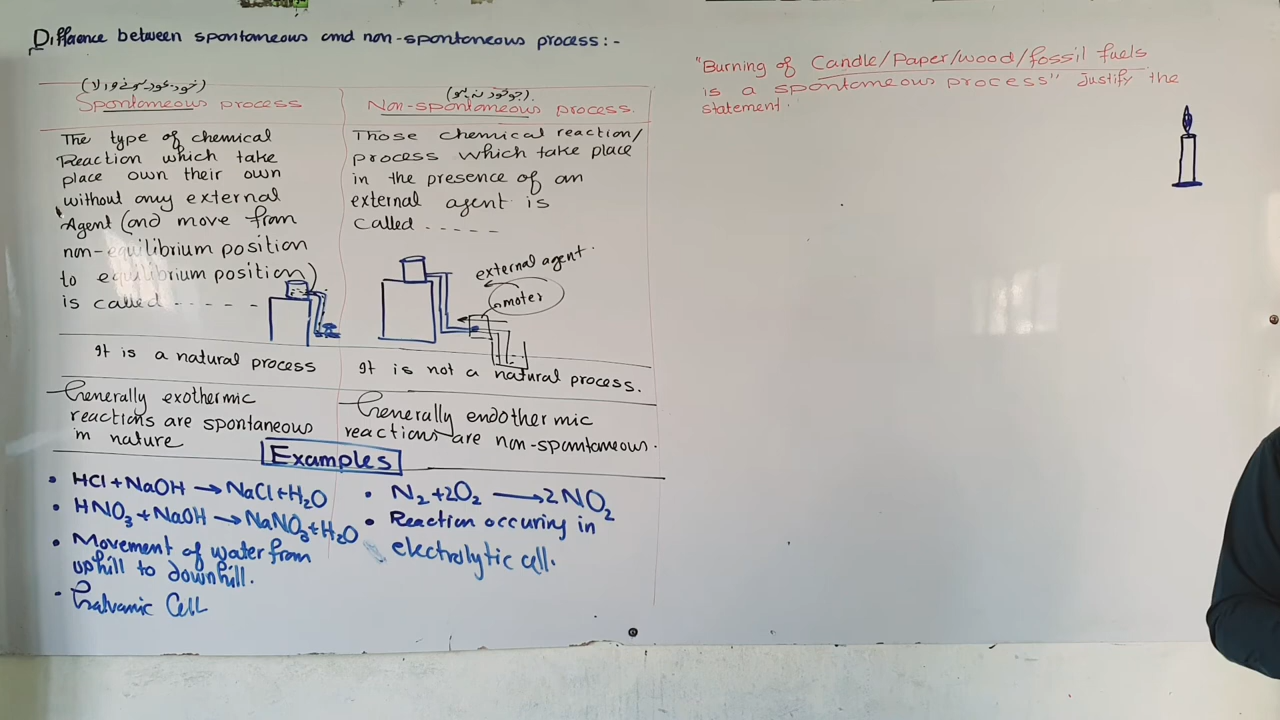 Difference between spontaneous and non-spontaneous process:-
Spontaneous process
The type of chemical
Reaction which take
place own their own
without any external
Agent (and move from
non-equilibrium position
to equilibrium position)
is called - - - - - -
It is a natural process
Generally exothermic
reactions are spontaneous
in nature
Non-spontaneous process.
Those chemical reaction/
process which take place
in the presence of an
external agent is
called - - - - -
external agent.
moter
It is not a natural process.
Generally endothermic
reactions are non-spontaneous.
Examples
• HCl + NaOH → NaCl + H₂O
• HNO₃ + NaOH → NaNO₃ + H₂O
• Movement of water from
uphill to downhill.
• Galvanic Cell
• N₂ + 2O₂ → 2NO₂
• Reaction occuring in
electrolytic cell.
"Burning of Candle/Paper/wood/fossil fuels
is a spontaneous process" Justify the
statement.